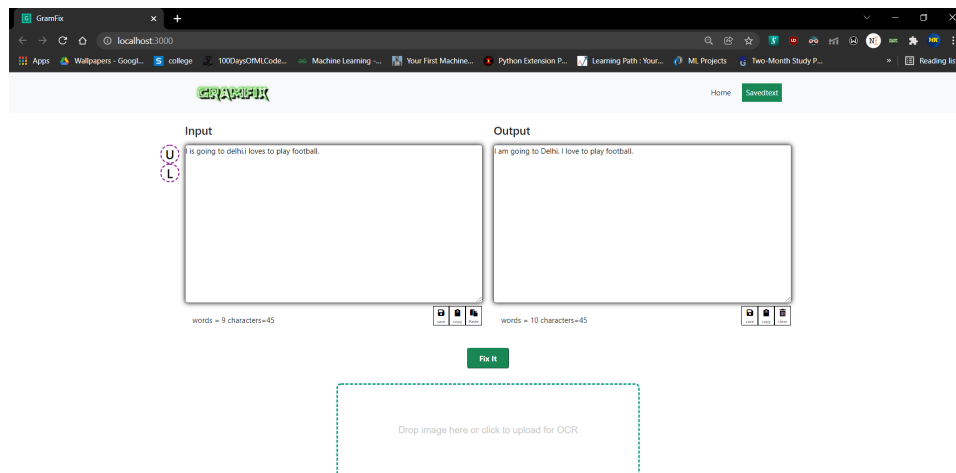 GramFix
localhost:3000
Apps Wallpapers - Googl... college 100DaysOfMLCode... Machine Learning -... Your First Machine... Python Extension P... Learning Path : Your... ML Projects Two-Month Study P... » Reading lis
GRAMFIX Home Savedtext
Input Output
U
L
I is going to delhi.i loves to play football.
I am going to Delhi. I love to play football.
words = 9 characters=45
save copy Paste
words = 10 characters=45
save copy clear
Fix It
Drop image here or click to upload for OCR